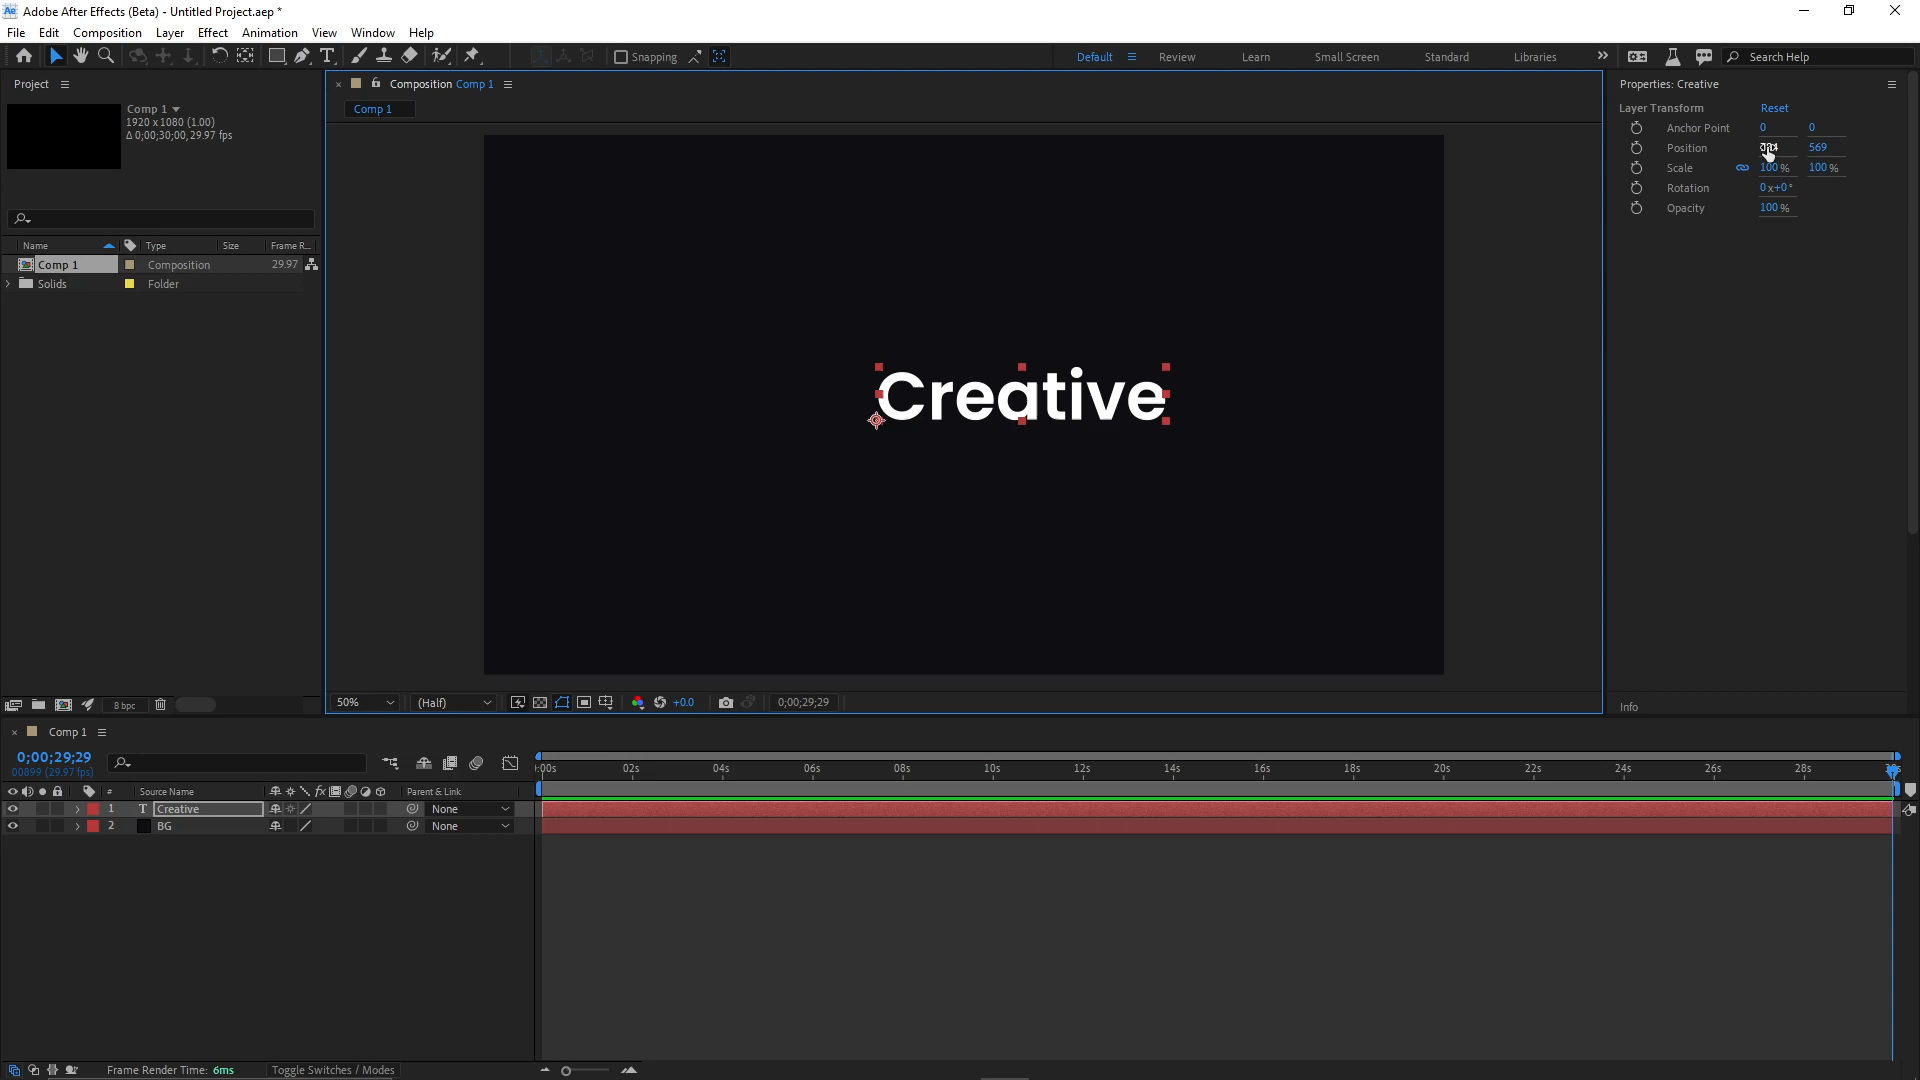 Adobe After Effects (Beta) - Untitled Project.aep *
File Edit Composition Layer Effect Animation View Window Help
Snapping
Default Review Learn Small Screen Standard Libraries Search Help
Project
Comp 1
1920 x 1080 (1.00)
Δ 0;00;30;00, 29.97 fps
Name Type Size Frame R...
Comp 1 Composition 29.97
Solids Folder
8 bpc
Composition Comp 1
Comp 1
Creative
50% (Half) +0.0 0;00;29;29
Properties: Creative
Layer Transform Reset
Anchor Point 0 0
Position 569
Scale 100 % 100 %
Rotation 0x+0°
Opacity 100 %
Info
Comp 1
0;00;29;29
00899 (29.97 fps)
:00s 02s 04s 06s 08s 10s 12s 14s 16s 18s 20s 22s 24s 26s 28s
# Source Name fx Parent & Link
1 T Creative None
2 BG None
Frame Render Time: 6ms Toggle Switches / Modes